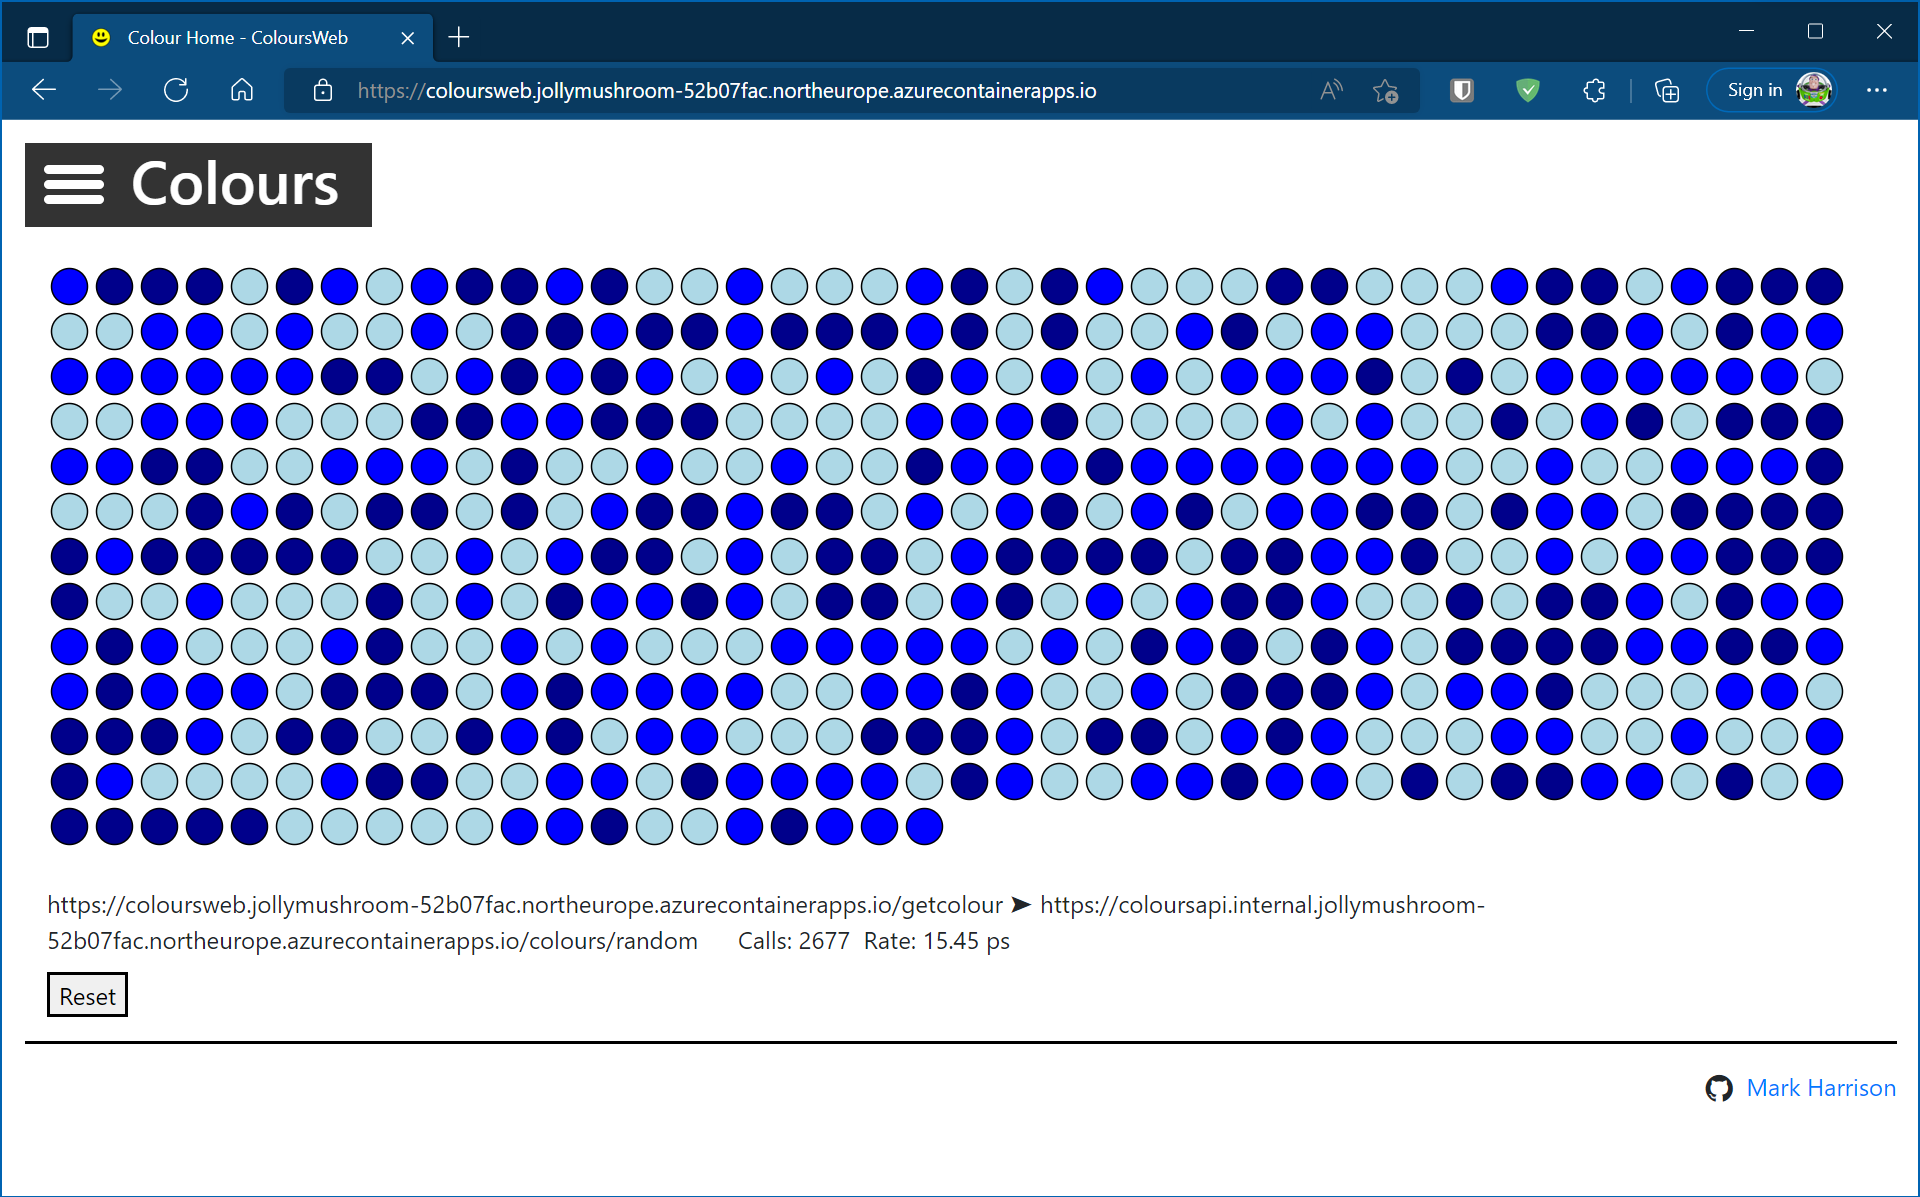 Colour Home - ColoursWeb
https://coloursweb.jollymushroom-52b07fac.northeurope.azurecontainerapps.io
Sign in
Colours
https://coloursweb.jollymushroom-52b07fac.northeurope.azurecontainerapps.io/getcolour ➤ https://coloursapi.internal.jollymushroom-
52b07fac.northeurope.azurecontainerapps.io/colours/random Calls: 2677 Rate: 15.45 ps
Reset
Mark Harrison